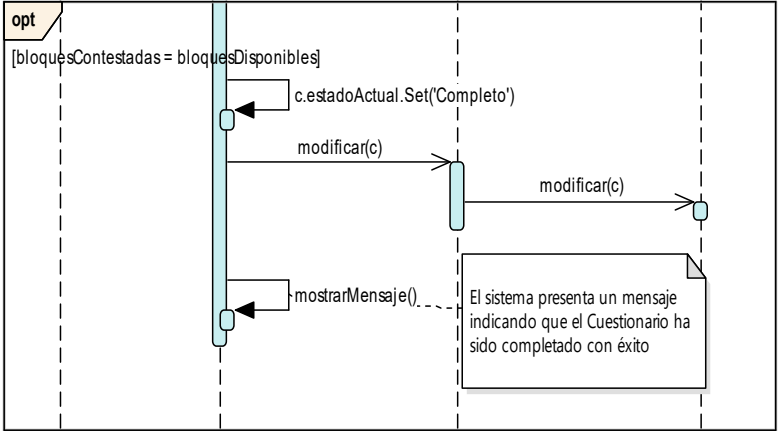 opt
[bloquesContestadas = bloquesDisponibles]
c.estadoActual.Set('Completo')
modificar(c)
modificar(c)
mostrarMensaje()
El sistema presenta un mensaje
indicando que el Cuestionario ha
sido completado con éxito